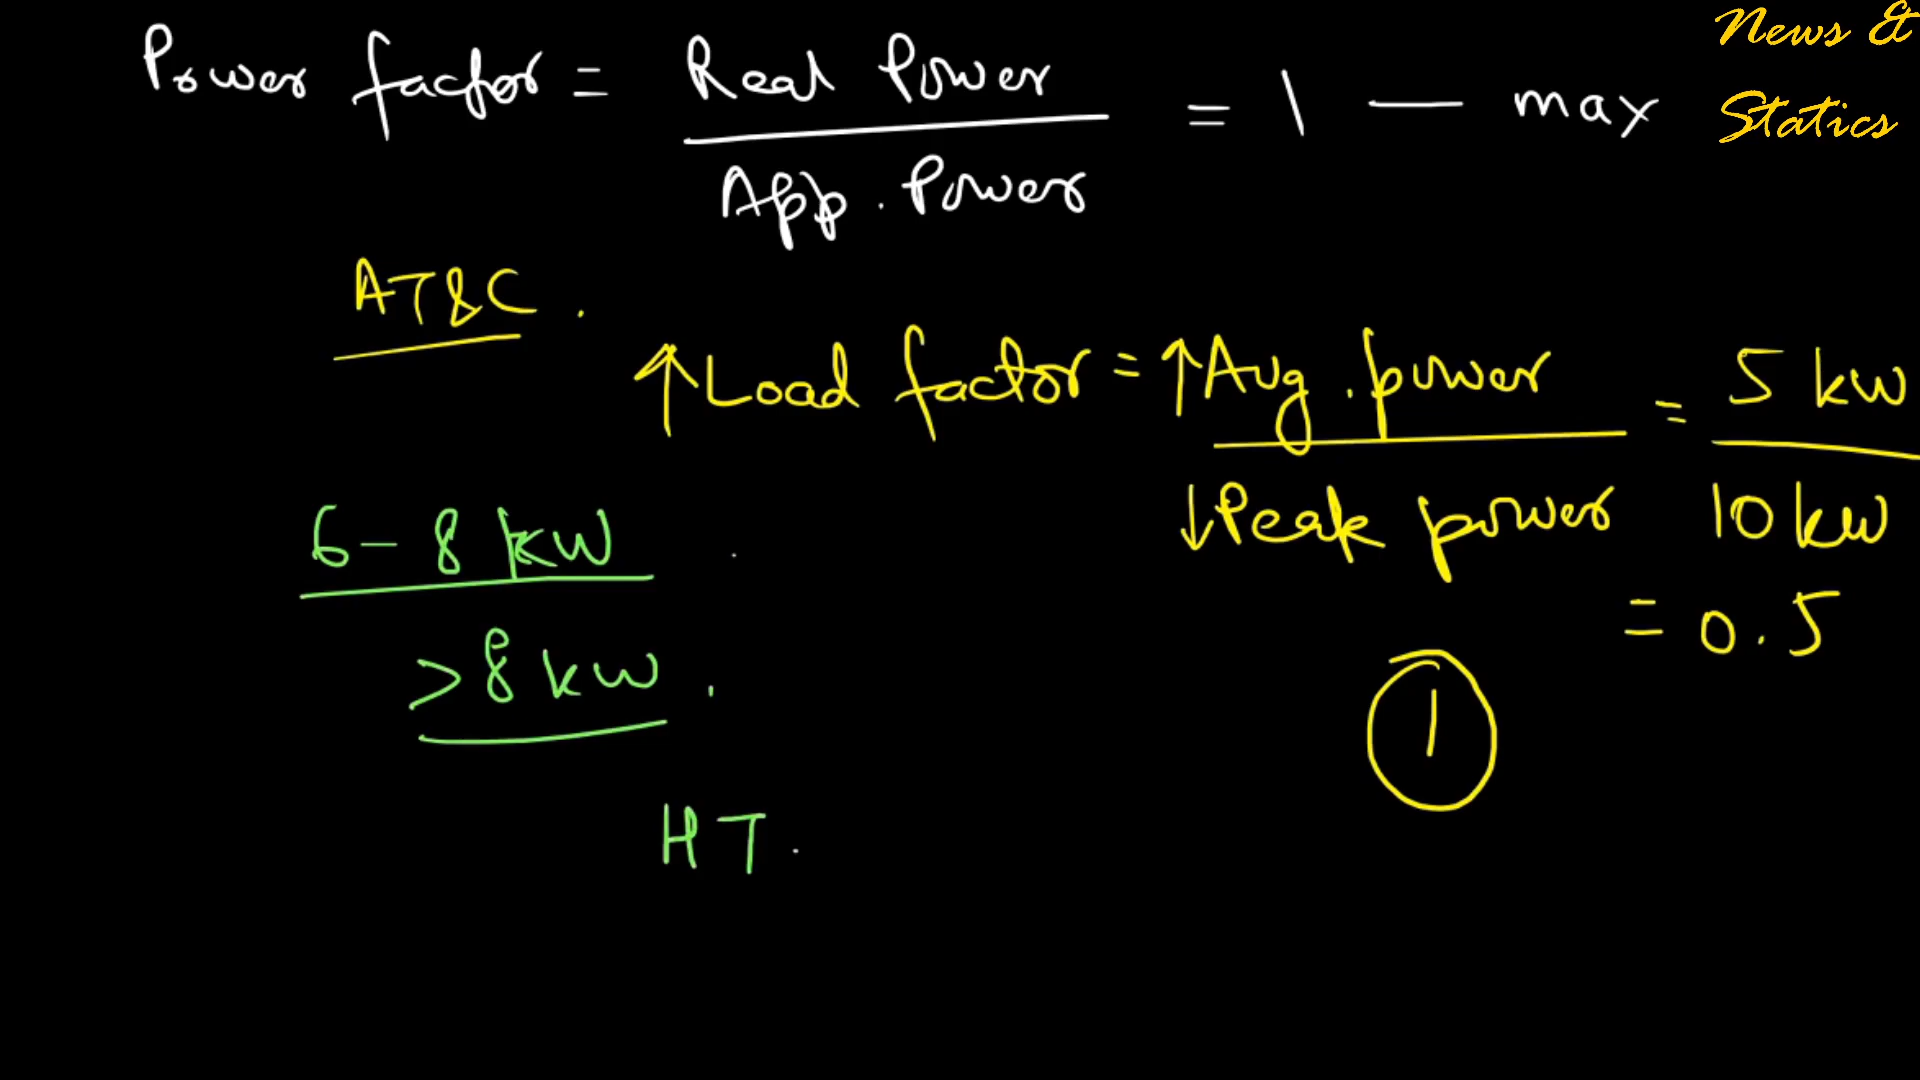 Power factor = Real Power / App. Power = 1 — max
News &
Statics
AT&C.
↑Load factor = ↑Avg. power / ↓Peak power = 5 kw / 10 kw
= 0.5
6 - 8 kW
>8 kw.
1
HT.